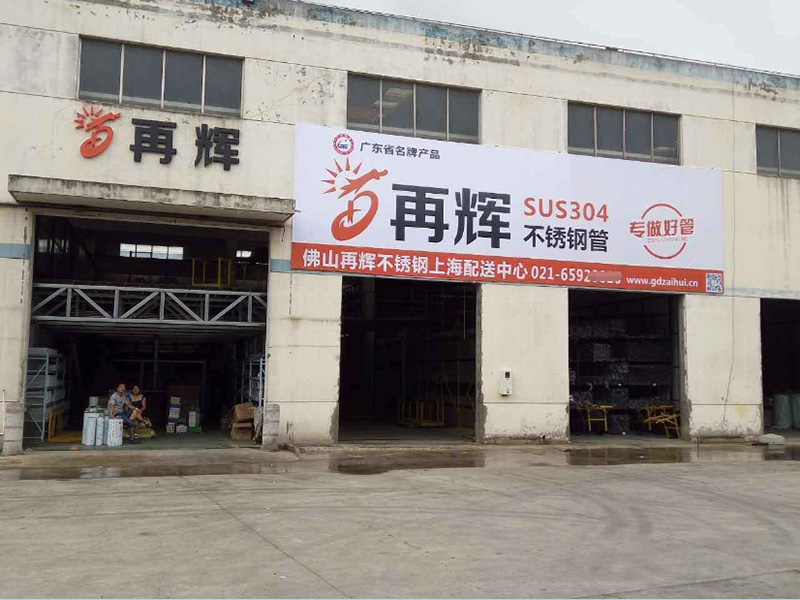 再辉
广东省名牌产品
再辉
SUS304
不锈钢管
专做好管
佛山再辉不锈钢上海配送中心 021-6592
www.gdzaihui.cn